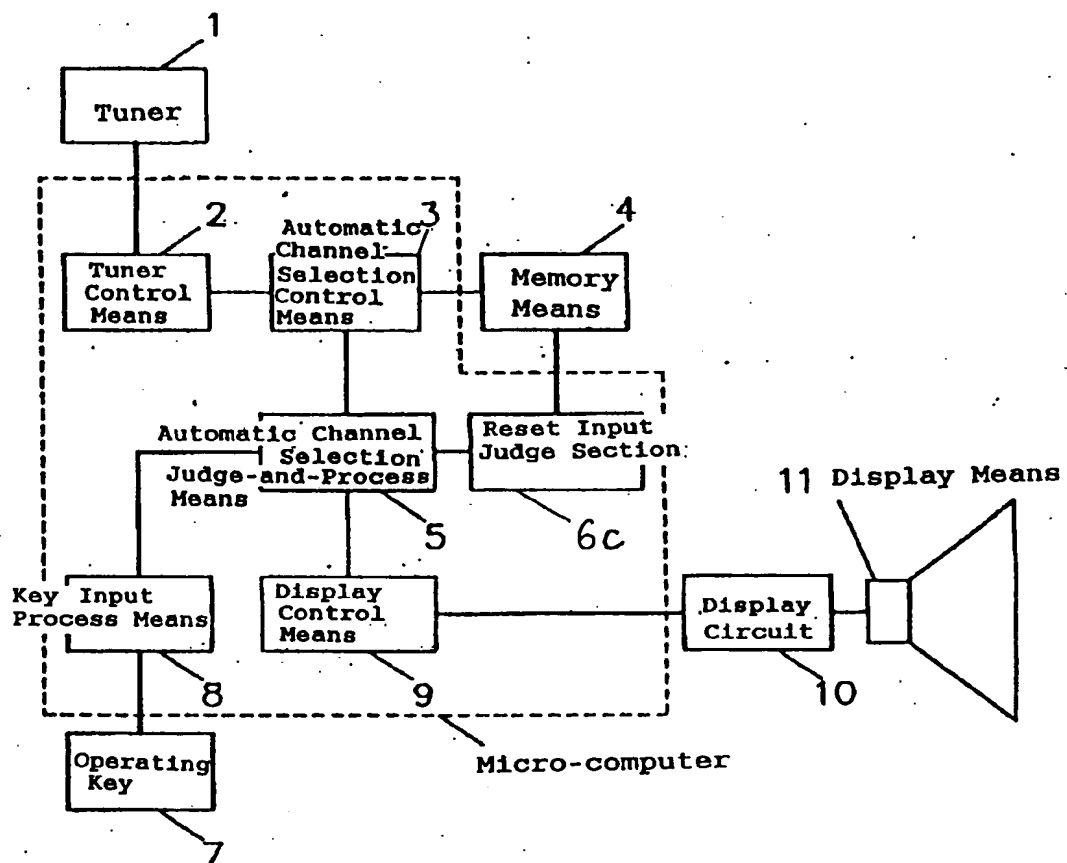 1
Tuner
2
Tuner
Control
Means
Automatic
Channel
Selection
Control
Means
3
4
Memory
Means
Automatic Channel
Selection
Judge-and-Process
Means
5
Reset Input
Judge Section
6c
11 Display Means
Key Input
Process Means
8
Display
Control
Means
9
Display
Circuit
10
Micro-computer
Operating
Key
7